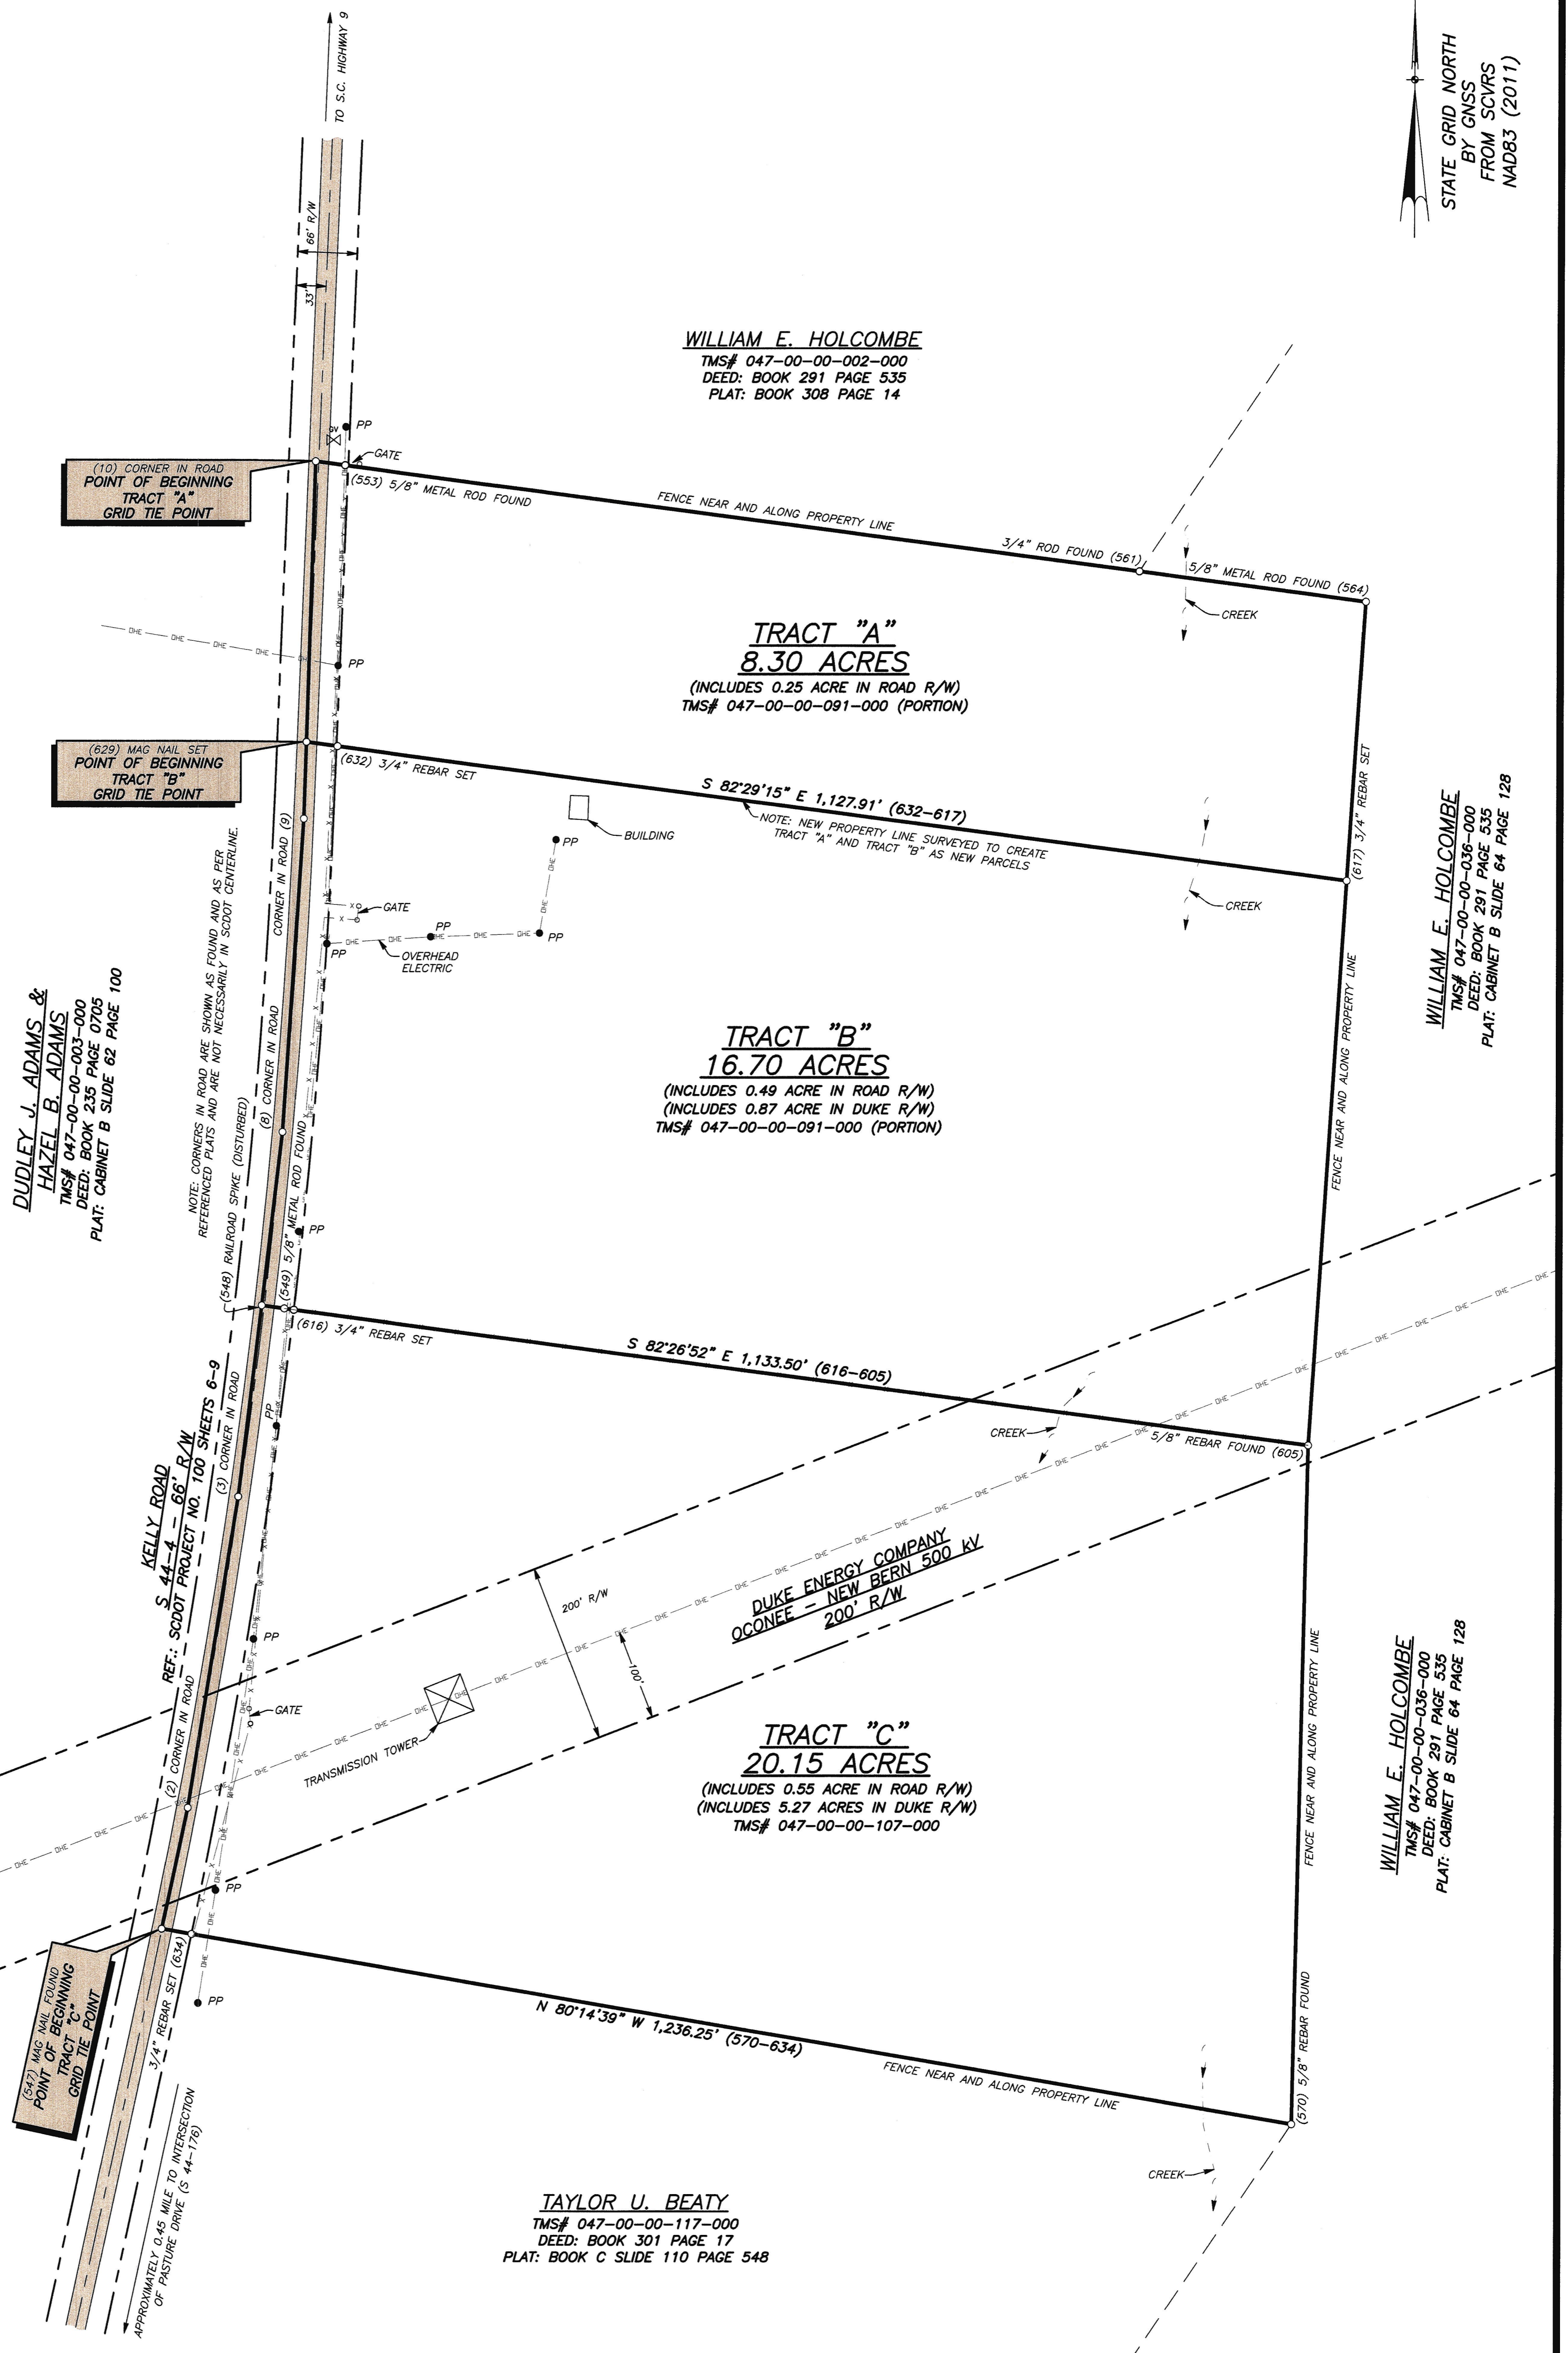 TO S.C. HIGHWAY 9
STATE GRID NORTH
BY GNSS
FROM SCVRS
NAD83 (2011)
66' R/W
33'
WILLIAM E. HOLCOMBE
TMS# 047-00-00-002-000
DEED: BOOK 291 PAGE 535
PLAT: BOOK 308 PAGE 14
GV
PP
GATE
(10) CORNER IN ROAD
POINT OF BEGINNING
TRACT "A"
GRID TIE POINT
(553) 5/8" METAL ROD FOUND
FENCE NEAR AND ALONG PROPERTY LINE
3/4" ROD FOUND (561)
5/8" METAL ROD FOUND (564)
CREEK
TRACT "A"
8.30 ACRES
(INCLUDES 0.25 ACRE IN ROAD R/W)
TMS# 047-00-00-091-000 (PORTION)
OHE OHE OHE OHE
PP
(629) MAG NAIL SET
POINT OF BEGINNING
TRACT "B"
GRID TIE POINT
(632) 3/4" REBAR SET
S 82°29'15" E 1,127.91' (632-617)
NOTE: NEW PROPERTY LINE SURVEYED TO CREATE
TRACT "A" AND TRACT "B" AS NEW PARCELS
(617) 3/4" REBAR SET
BUILDING
PP
OHE
CREEK
GATE
PP
PP
PP
OHE OHE OHE OHE
OVERHEAD
ELECTRIC
WILLIAM E. HOLCOMBE
TMS# 047-00-00-036-000
DEED: BOOK 291 PAGE 535
PLAT: CABINET B SLIDE 64 PAGE 128
CORNER IN ROAD (9)
(8) CORNER IN ROAD
NOTE: CORNERS IN ROAD ARE SHOWN AS FOUND AND AS PER
REFERENCED PLATS AND ARE NOT NECESSARILY IN SCDOT CENTERLINE.
DUDLEY J. ADAMS &
HAZEL B. ADAMS
TMS# 047-00-00-003-000
DEED: BOOK 235 PAGE 0705
PLAT: CABINET B SLIDE 62 PAGE 100
TRACT "B"
16.70 ACRES
(INCLUDES 0.49 ACRE IN ROAD R/W)
(INCLUDES 0.87 ACRE IN DUKE R/W)
TMS# 047-00-00-091-000 (PORTION)
FENCE NEAR AND ALONG PROPERTY LINE
(548) RAILROAD SPIKE (DISTURBED)
(549) 5/8" METAL ROD FOUND
PP
(616) 3/4" REBAR SET
S 82°26'52" E 1,133.50' (616-605)
CREEK
5/8" REBAR FOUND (605)
(3) CORNER IN ROAD
PP
KELLY ROAD
S 44-4 - 66' R/W
REF.: SCDOT PROJECT NO. 100 SHEETS 6-9
PP
(2) CORNER IN ROAD
GATE
TRANSMISSION TOWER
200' R/W
100'
DUKE ENERGY COMPANY
OCONEE - NEW BERN 500 kV
200' R/W
TRACT "C"
20.15 ACRES
(INCLUDES 0.55 ACRE IN ROAD R/W)
(INCLUDES 5.27 ACRES IN DUKE R/W)
TMS# 047-00-00-107-000
FENCE NEAR AND ALONG PROPERTY LINE
WILLIAM E. HOLCOMBE
TMS# 047-00-00-036-000
DEED: BOOK 291 PAGE 535
PLAT: CABINET B SLIDE 64 PAGE 128
PP
(547) MAG NAIL FOUND
POINT OF BEGINNING
TRACT "C"
GRID TIE POINT
3/4" REBAR SET (634)
PP
N 80°14'39" W 1,236.25' (570-634)
FENCE NEAR AND ALONG PROPERTY LINE
(570) 5/8" REBAR FOUND
CREEK
APPROXIMATELY 0.45 MILE TO INTERSECTION
OF PASTURE DRIVE (S 44-176)
TAYLOR U. BEATY
TMS# 047-00-00-117-000
DEED: BOOK 301 PAGE 17
PLAT: BOOK C SLIDE 110 PAGE 548